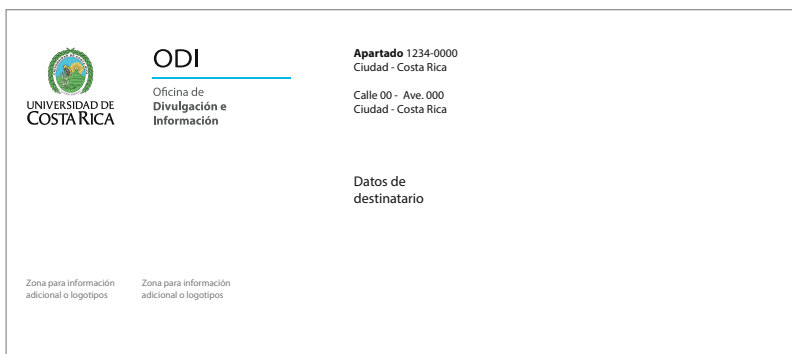 UNIVERSIDAD DE
COSTA RICA
ODI
Oficina de
Divulgación e
Información
Apartado 1234-0000
Ciudad - Costa Rica
Calle 00 - Ave. 000
Ciudad - Costa Rica
Datos de
destinatario
Zona para información
adicional o logotipos
Zona para información
adicional o logotipos